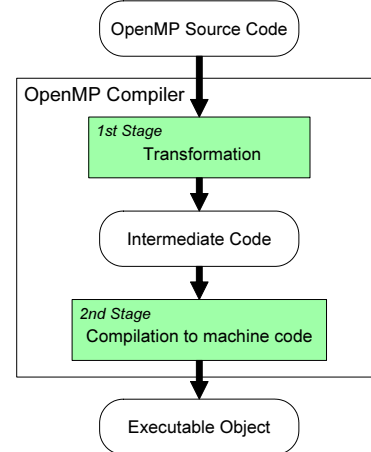 OpenMP Source Code
OpenMP Compiler
1st Stage
Transformation
Intermediate Code
2nd Stage
Compilation to machine code
Executable Object